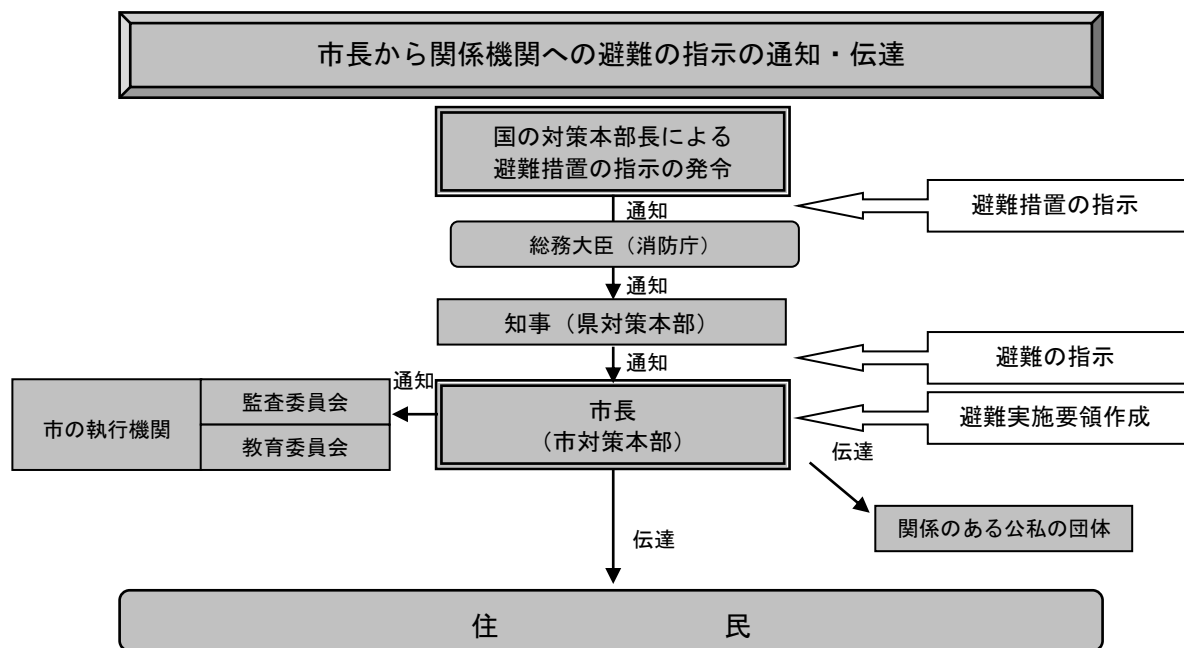 市長から関係機関への避難の指示の通知・伝達
国の対策本部長による
避難措置の指示の発令
通知
避難措置の指示
総務大臣（消防庁）
通知
知事（県対策本部）
通知
避難の指示
市の執行機関
監査委員会
教育委員会
通知
市長
（市対策本部）
避難実施要領作成
伝達
関係のある公私の団体
伝達
住　民